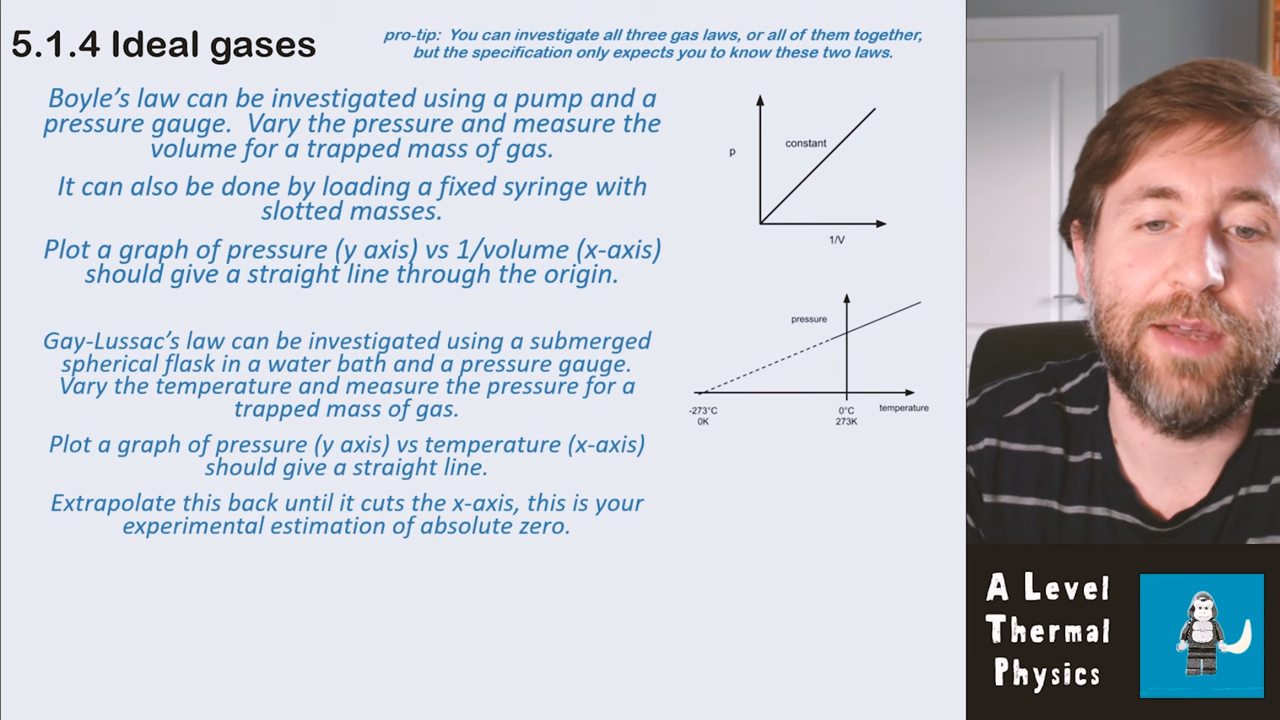 5.1.4 Ideal gases
pro-tip: You can investigate all three gas laws, or all of them together,
but the specification only expects you to know these two laws.
Boyle's law can be investigated using a pump and a
pressure gauge. Vary the pressure and measure the
volume for a trapped mass of gas.
It can also be done by loading a fixed syringe with
slotted masses.
Plot a graph of pressure (y axis) vs 1/volume (x-axis)
should give a straight line through the origin.
constant
p
1/V
Gay-Lussac's law can be investigated using a submerged
spherical flask in a water bath and a pressure gauge.
Vary the temperature and measure the pressure for a
trapped mass of gas.
Plot a graph of pressure (y axis) vs temperature (x-axis)
should give a straight line.
Extrapolate this back until it cuts the x-axis, this is your
experimental estimation of absolute zero.
pressure
-273°C
0K
0°C
273K
temperature
A Level
Thermal
Physics